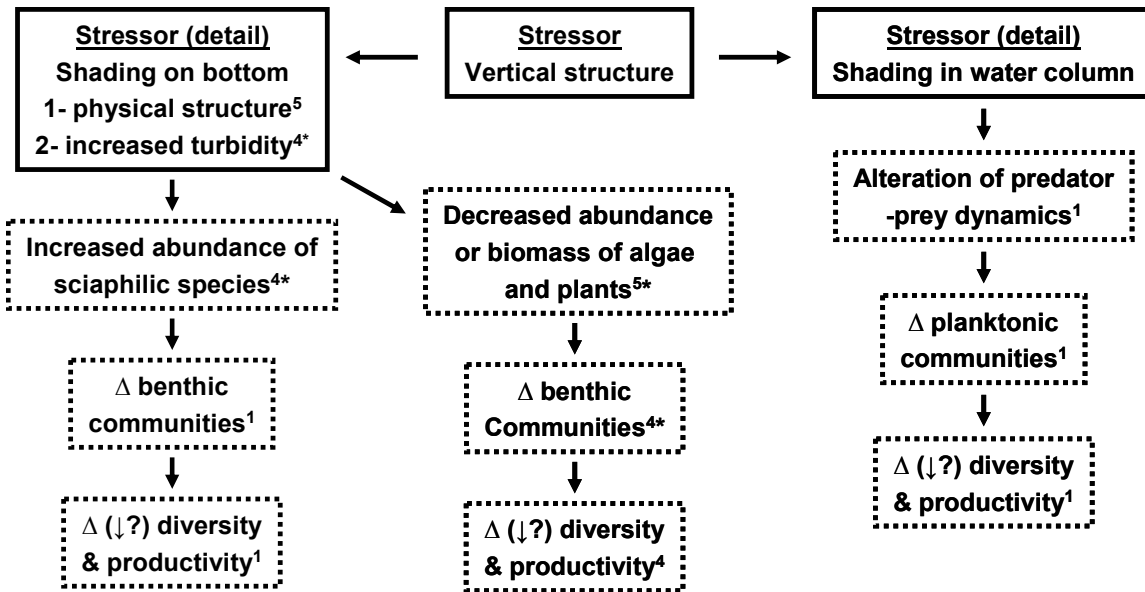 Stressor (detail)
Shading on bottom
1- physical structure⁵
2- increased turbidity⁴*
Stressor
Vertical structure
Stressor (detail)
Shading in water column
Increased abundance of
sciaphilic species⁴*
Decreased abundance
or biomass of algae
and plants⁵*
Alteration of predator
-prey dynamics¹
Δ benthic
communities¹
Δ benthic
Communities⁴*
Δ planktonic
communities¹
Δ (↓?) diversity
& productivity¹
Δ (↓?) diversity
& productivity⁴
Δ (↓?) diversity
& productivity¹